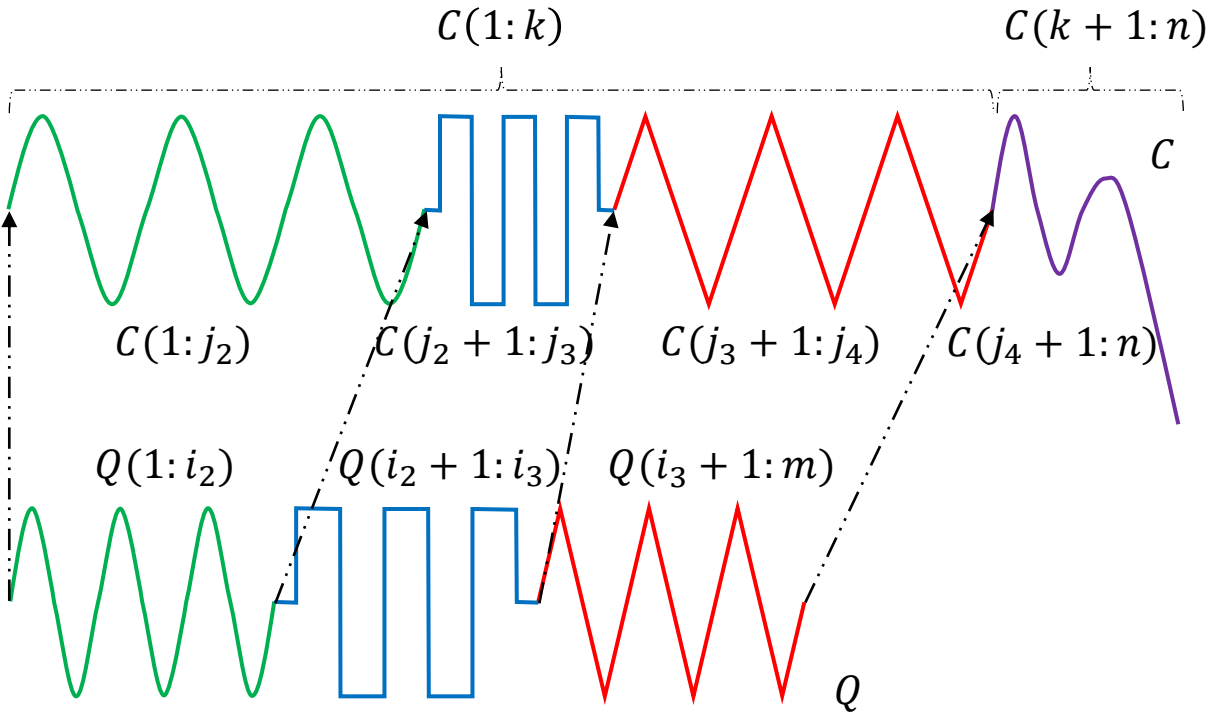 C(1: k) C(k + 1: n)
C
C(1: j₂) C(j₂ + 1: j₃) C(j₃ + 1: j₄) C(j₄ + 1: n)
Q(1: i₂) Q(i₂ + 1: i₃) Q(i₃ + 1: m)
Q